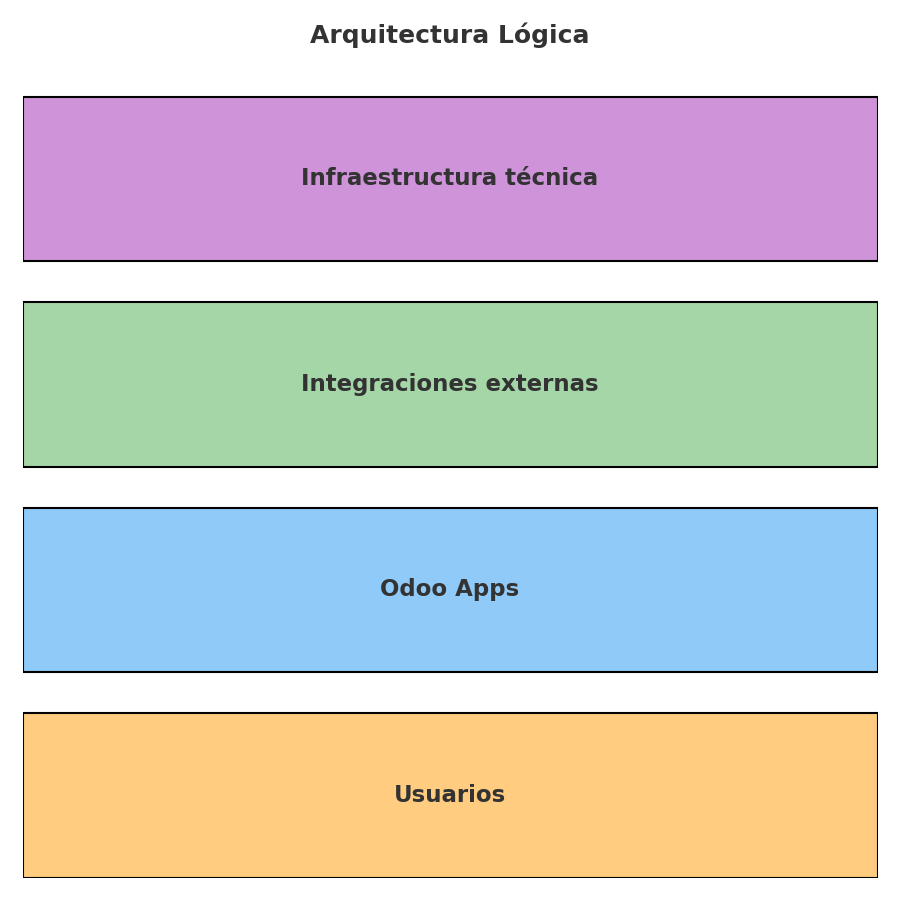 Arquitectura Lógica
Infraestructura técnica
Integraciones externas
Odoo Apps
Usuarios